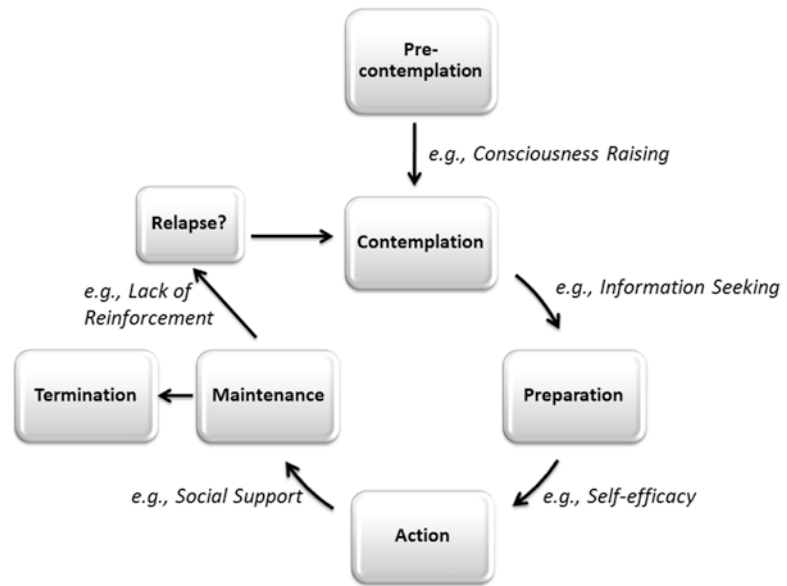 Pre-
contemplation
e.g., Consciousness Raising
Relapse?
Contemplation
e.g., Lack of
Reinforcement
e.g., Information Seeking
Termination
Maintenance
Preparation
e.g., Social Support
e.g., Self-efficacy
Action